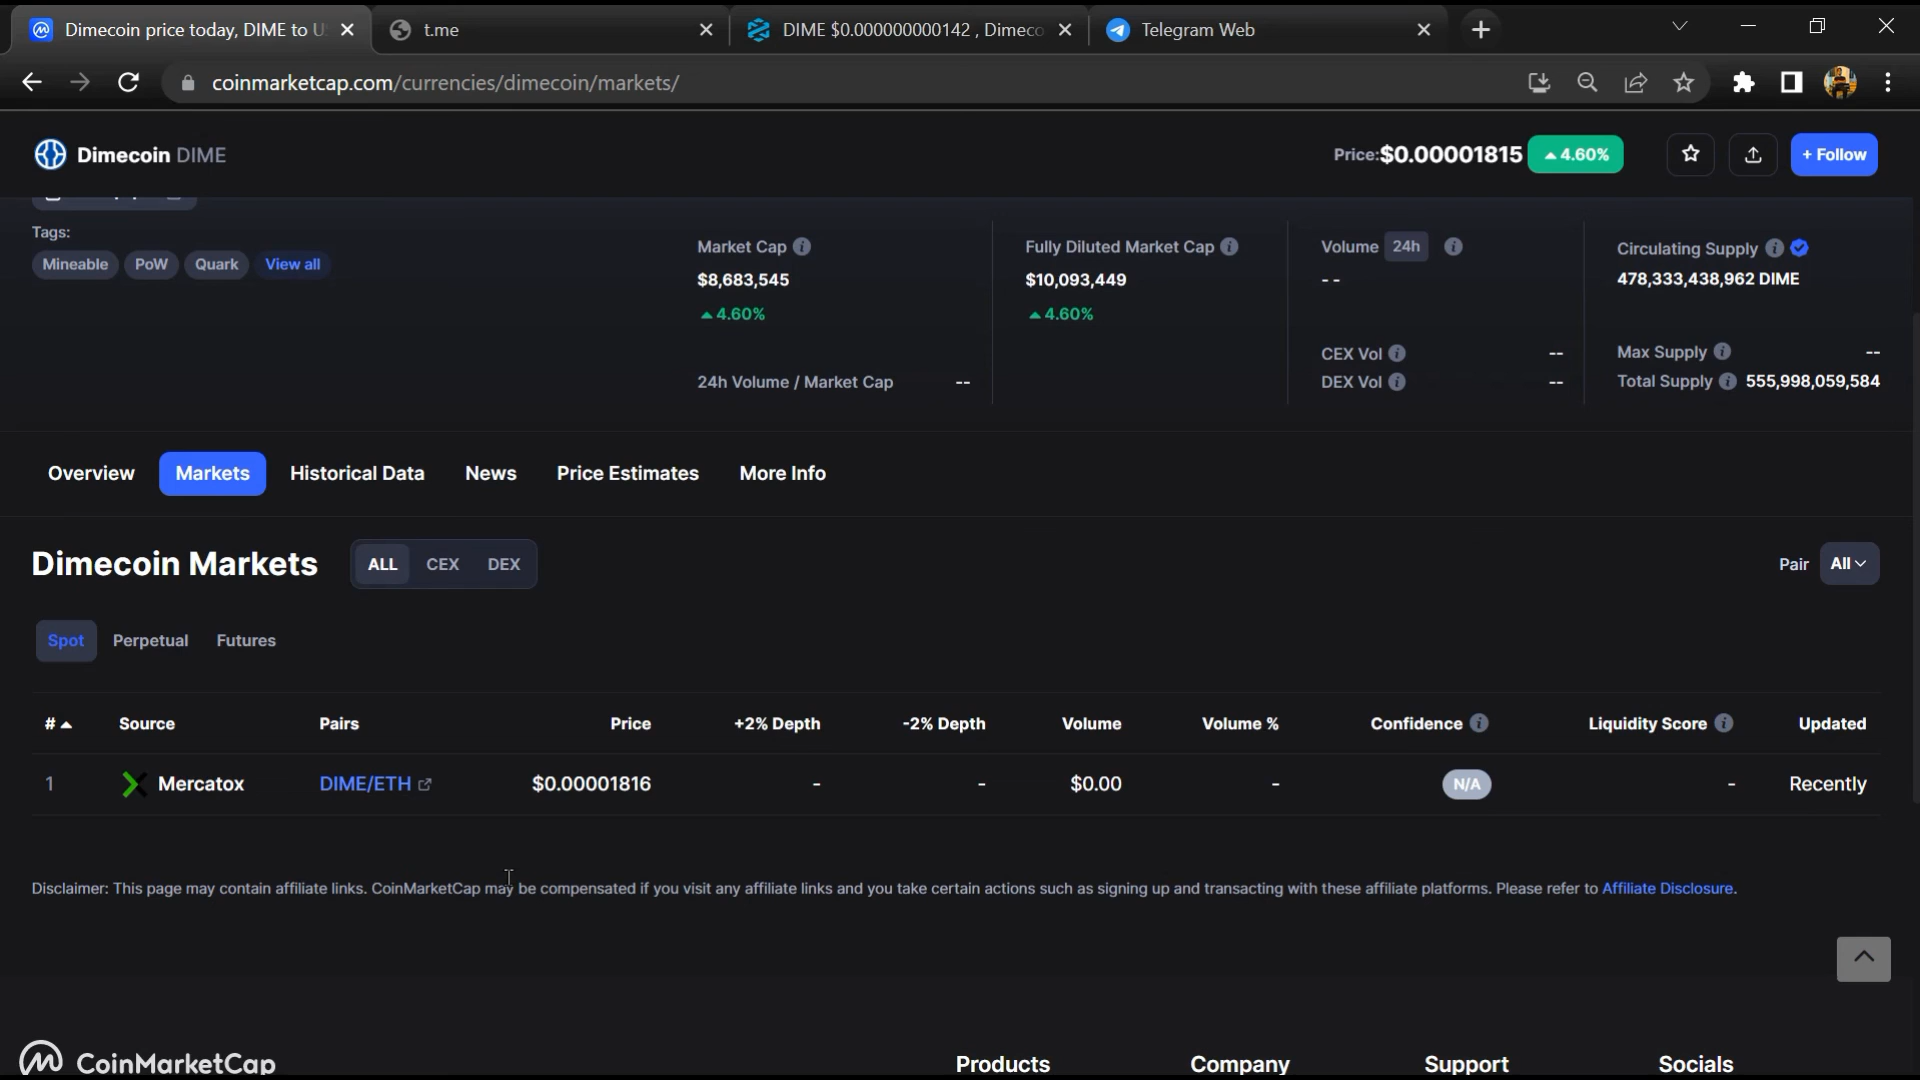 Dimecoin price today, DIME to U
t.me
DIME $0.000000000142 , Dimeco
Telegram Web
coinmarketcap.com/currencies/dimecoin/markets/
Dimecoin DIME
Price:$0.00001815
4.60%
+ Follow
Tags:
Mineable
PoW
Quark
View all
Market Cap
$8,683,545
4.60%
24h Volume / Market Cap
--
Fully Diluted Market Cap
$10,093,449
4.60%
Volume 24h
- -
CEX Vol --
DEX Vol --
Circulating Supply
478,333,438,962 DIME
Max Supply --
Total Supply 555,998,059,584
Overview
Markets
Historical Data
News
Price Estimates
More Info
Dimecoin Markets
ALL CEX DEX
Pair All
Spot Perpetual Futures
# Source Pairs Price +2% Depth -2% Depth Volume Volume % Confidence Liquidity Score Updated
1 Mercatox DIME/ETH $0.00001816 - - $0.00 - N/A - Recently
Disclaimer: This page may contain affiliate links. CoinMarketCap may be compensated if you visit any affiliate links and you take certain actions such as signing up and transacting with these affiliate platforms. Please refer to Affiliate Disclosure.
CoinMarketCap
Products Company Support Socials